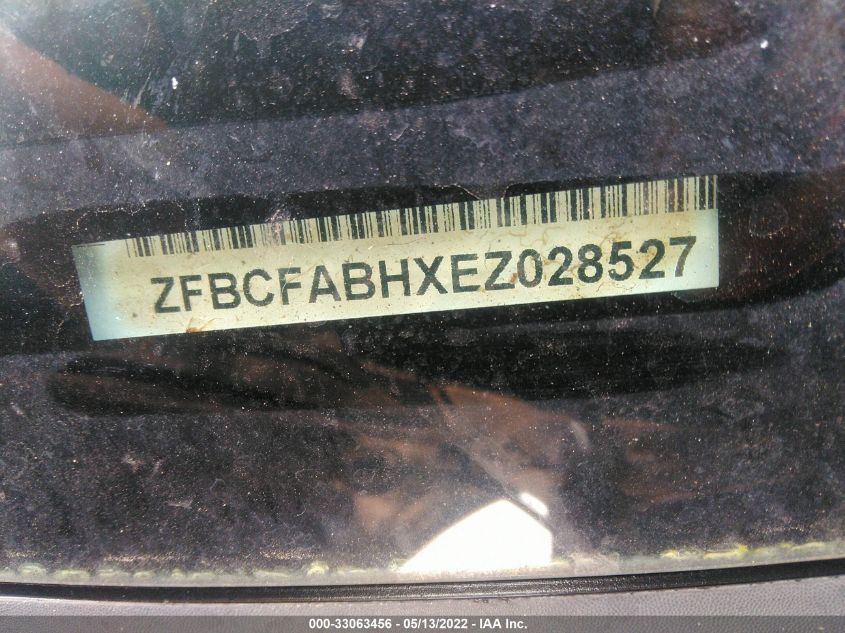 ZFBCFABHXEZ028527
000-33063456 - 05/13/2022 - IAA Inc.